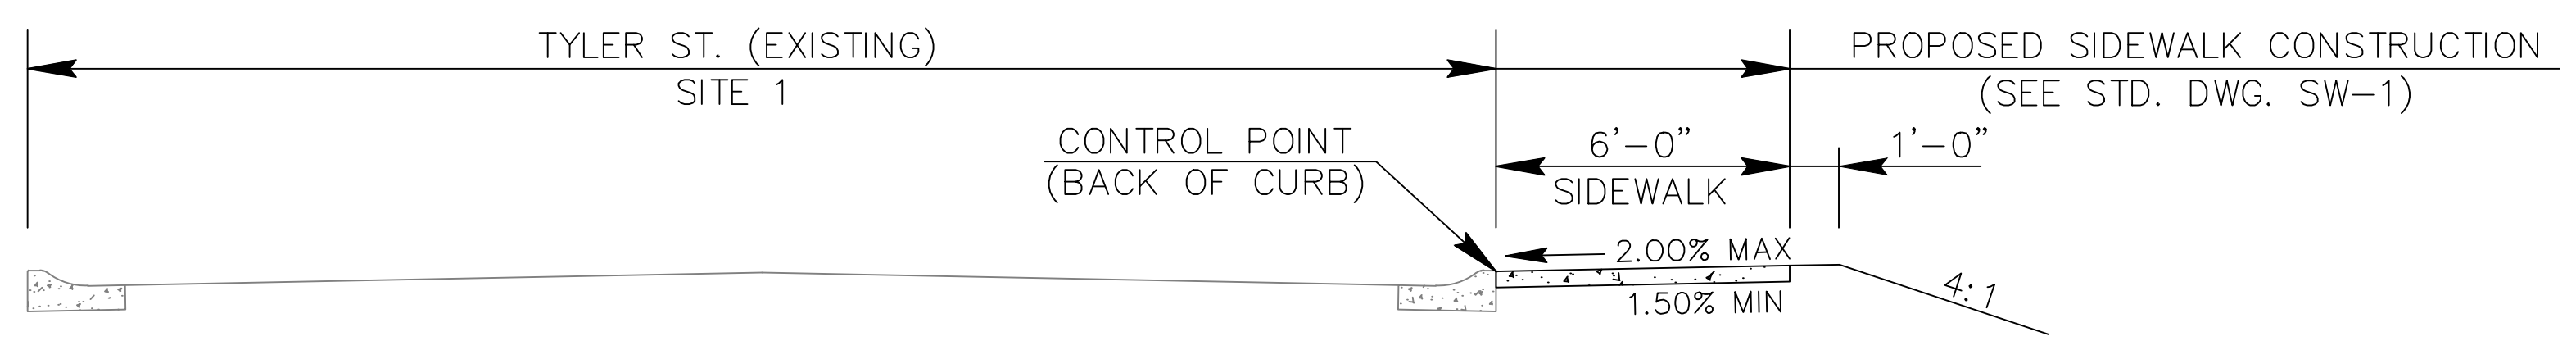 TYLER ST. (EXISTING)
SITE 1
PROPOSED SIDEWALK CONSTRUCTION
(SEE STD. DWG. SW-1)
CONTROL POINT
(BACK OF CURB)
6'-0"
SIDEWALK
1'-0"
2.00% MAX
1.50% MIN
4:1